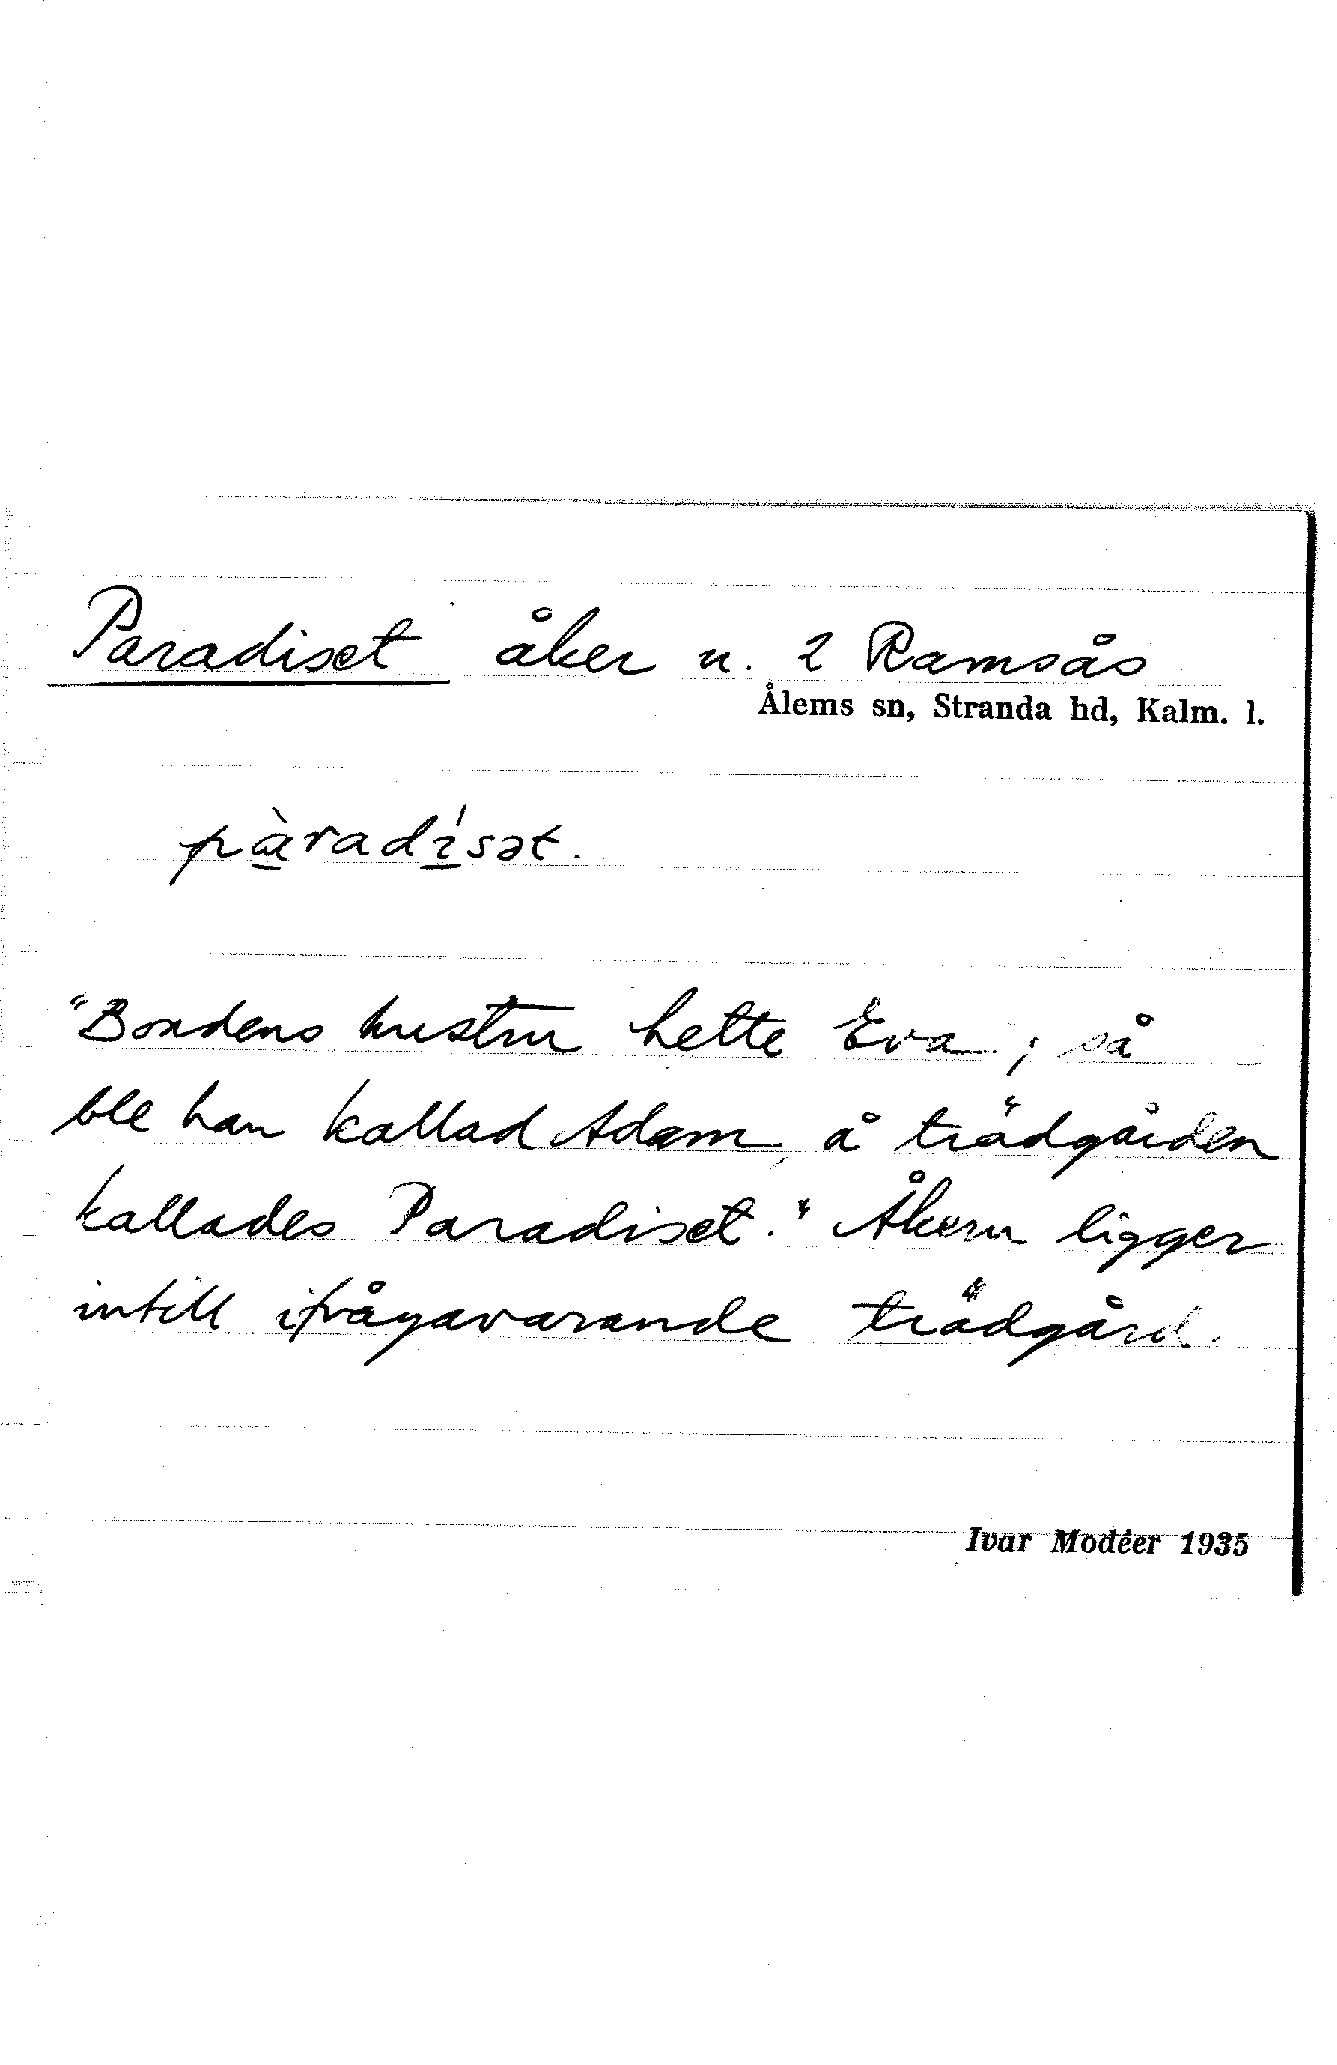 Paradiset åker n. 2 Ramsås
Ålems sn, Stranda hd, Kalm. l.
pàradísət.
"Bondens hustru hette Eva; så
ble han kallad Adam, å trädgården
kallades Paradiset." Åkern ligger
intill ifrågavarande trädgård.
Ivar Modéer 1935